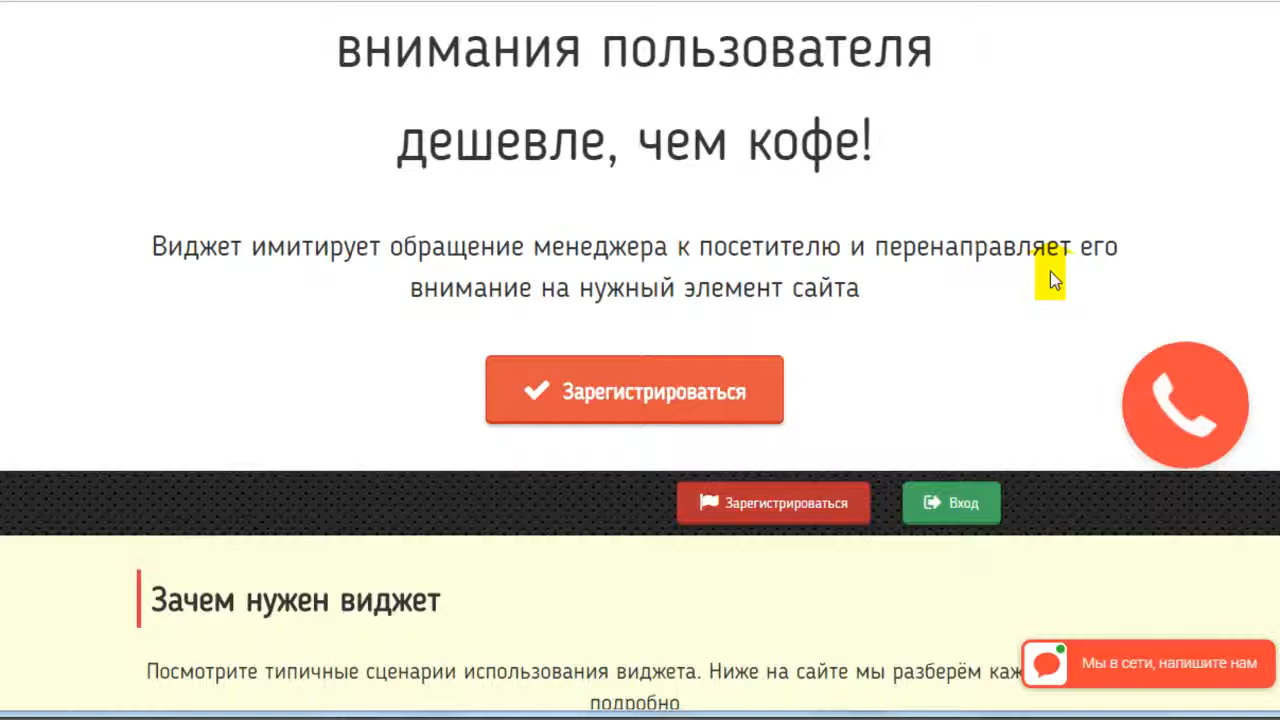 внимания пользователя
дешевле, чем кофе!
Виджет имитирует обращение менеджера к посетителю и перенаправляет его
внимание на нужный элемент сайта
Зарегистрироваться
Зарегистрироваться
Вход
Зачем нужен виджет
Посмотрите типичные сценарии использования виджета. Ниже на сайте мы разберём каж
подробно
Мы в сети, напишите нам